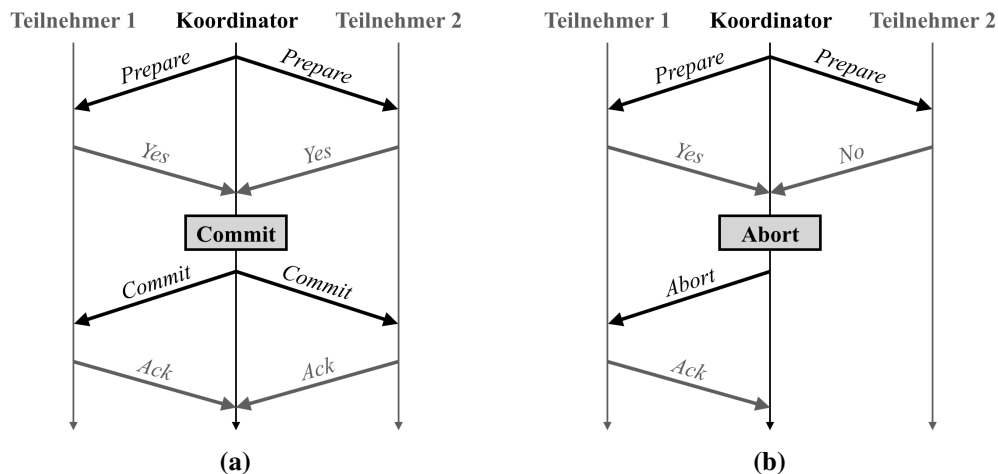 Teilnehmer 1 Koordinator Teilnehmer 2
Prepare Prepare
Yes Yes
Commit
Commit Commit
Ack Ack
(a)
Teilnehmer 1 Koordinator Teilnehmer 2
Prepare Prepare
Yes No
Abort
Abort
Ack
(b)